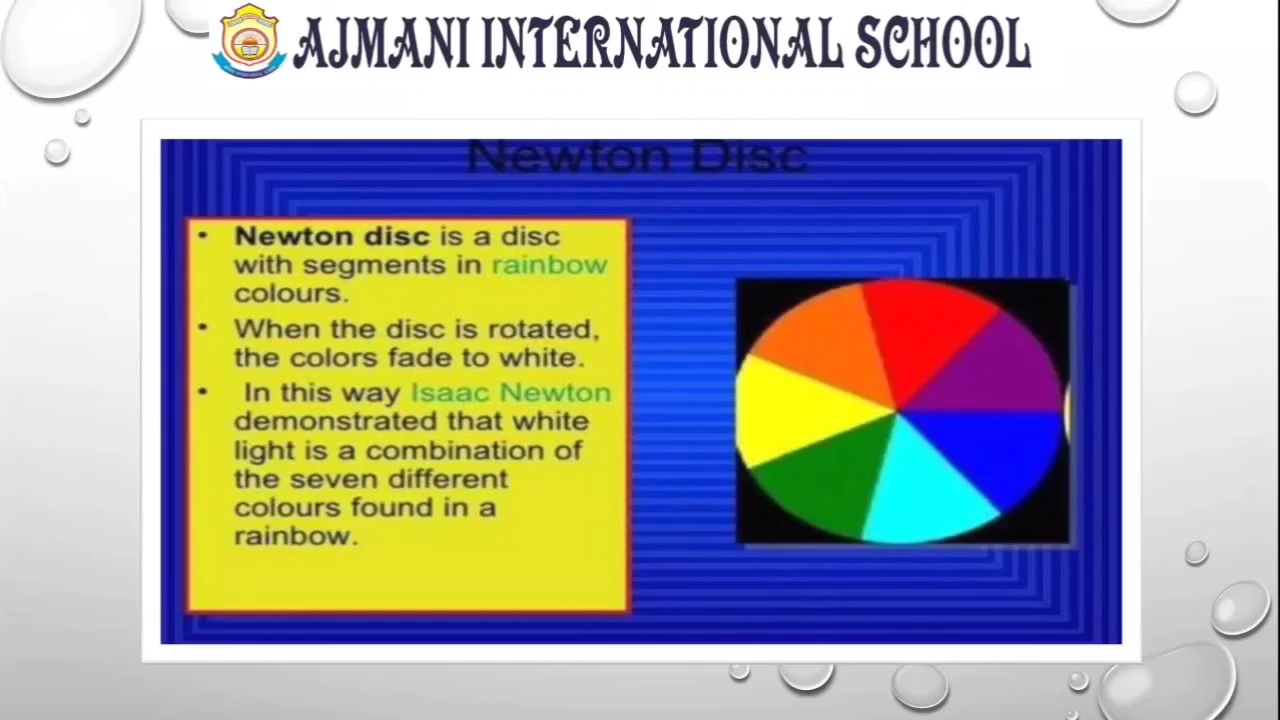 AJMANI INTERNATIONAL SCHOOL
Newton Disc
• Newton disc is a disc
with segments in rainbow
colours.
• When the disc is rotated,
the colors fade to white.
• In this way Isaac Newton
demonstrated that white
light is a combination of
the seven different
colours found in a
rainbow.